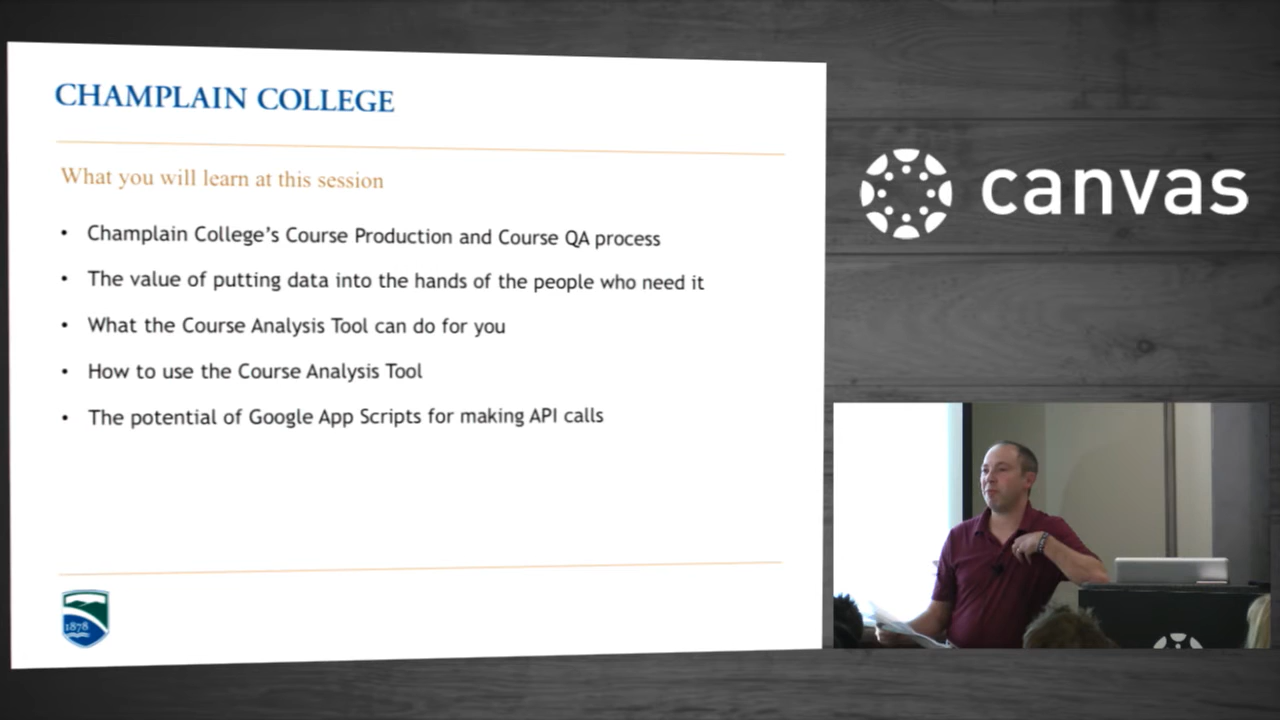 CHAMPLAIN COLLEGE
What you will learn at this session
• Champlain College’s Course Production and Course QA process
• The value of putting data into the hands of the people who need it
• What the Course Analysis Tool can do for you
• How to use the Course Analysis Tool
• The potential of Google App Scripts for making API calls
1878
canvas